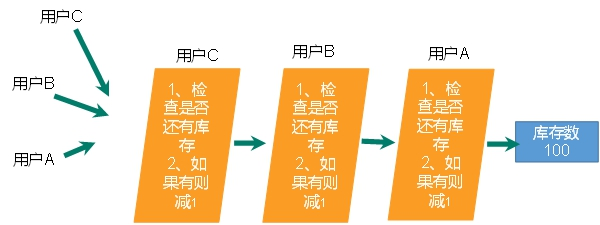 用户C
用户B
用户A
用户C
1、检
查是否
还有库
存
2、如
果有则
减1
用户B
1、检
查是否
还有库
存
2、如
果有则
减1
用户A
1、检
查是否
还有库
存
2、如
果有则
减1
库存数
100